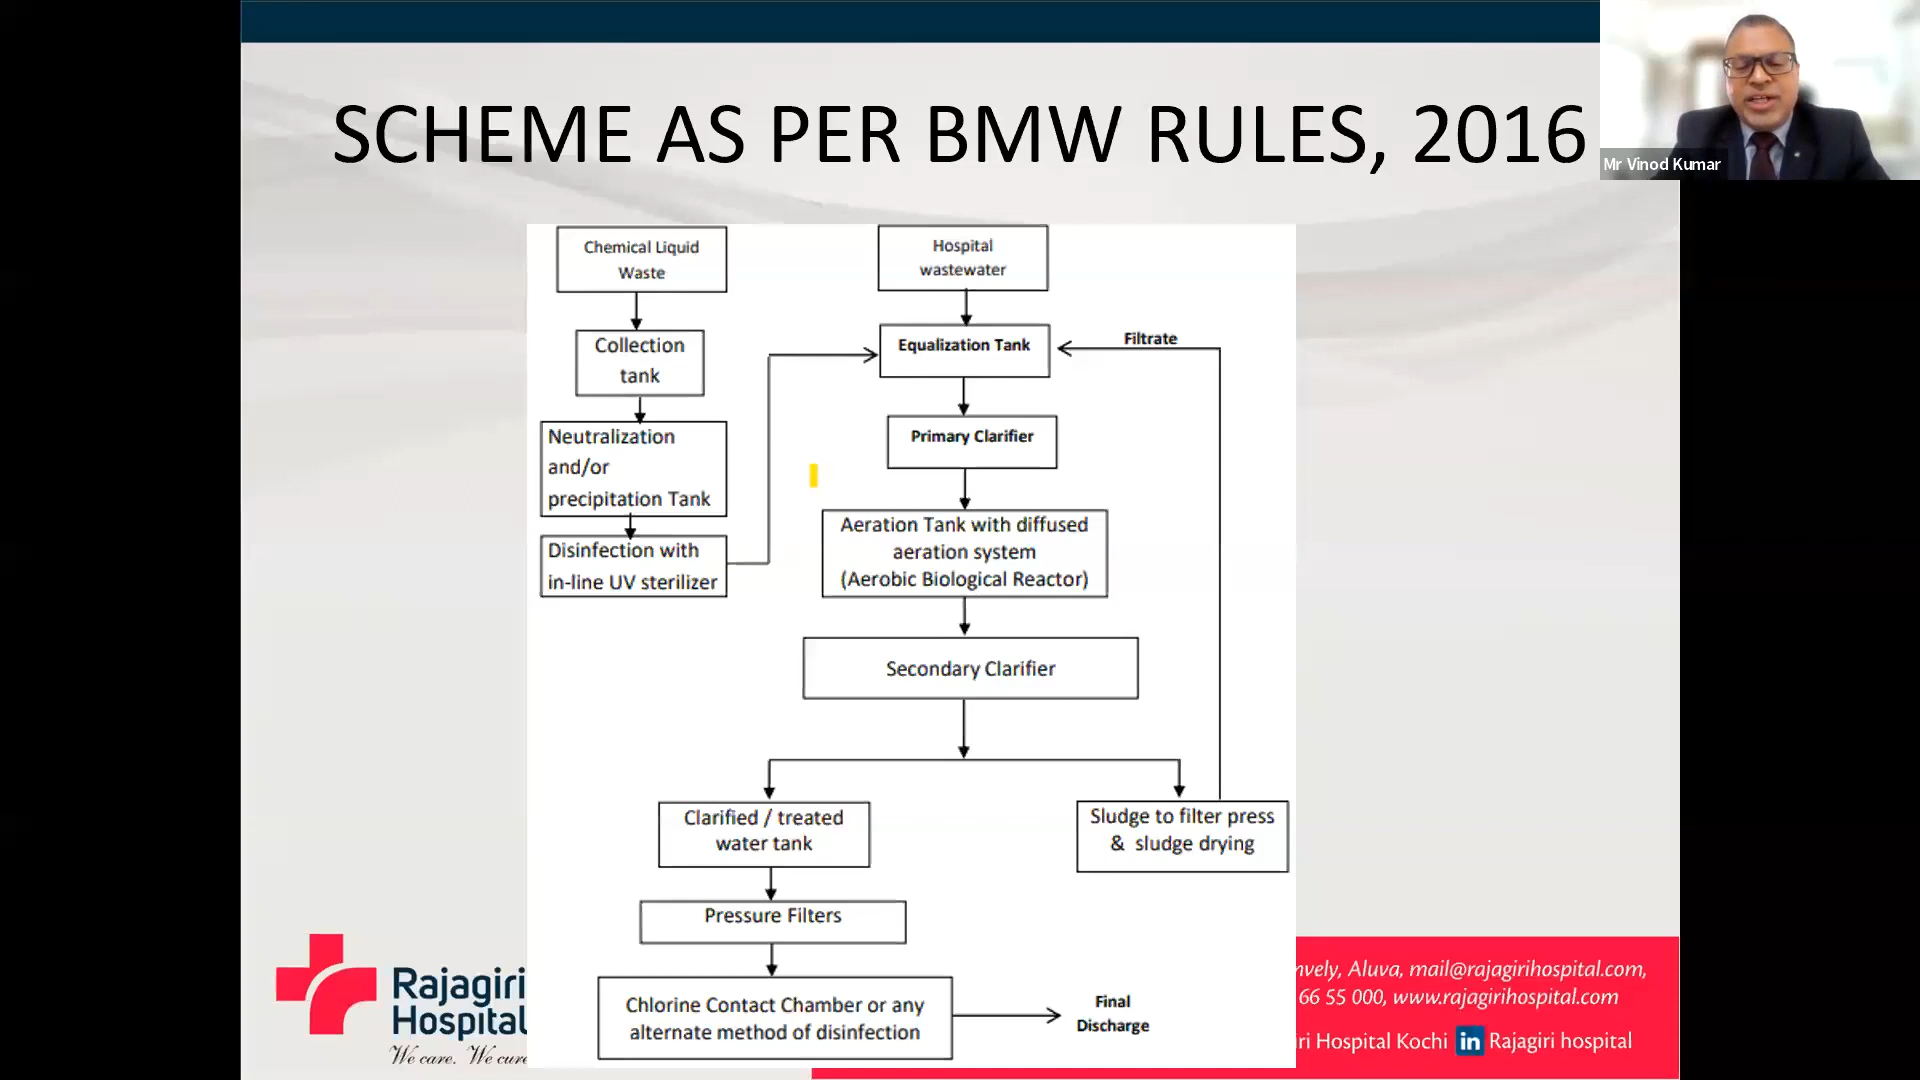 SCHEME AS PER BMW RULES, 2016
Mr Vinod Kumar
Chemical Liquid
Waste
Collection
tank
Neutralization
and/or
precipitation Tank
Disinfection with
in-line UV sterilizer
Hospital
wastewater
Equalization Tank
Filtrate
Primary Clarifier
Aeration Tank with diffused
aeration system
(Aerobic Biological Reactor)
Secondary Clarifier
Clarified / treated
water tank
Sludge to filter press
& sludge drying
Pressure Filters
Chlorine Contact Chamber or any
alternate method of disinfection
Final
Discharge
Rajagiri
Hospital
We care. We cure
Aluva, mail@rajagirihospital.com,
66 55 000, www.rajagirihospital.com
Hospital Kochi in Rajagiri hospital